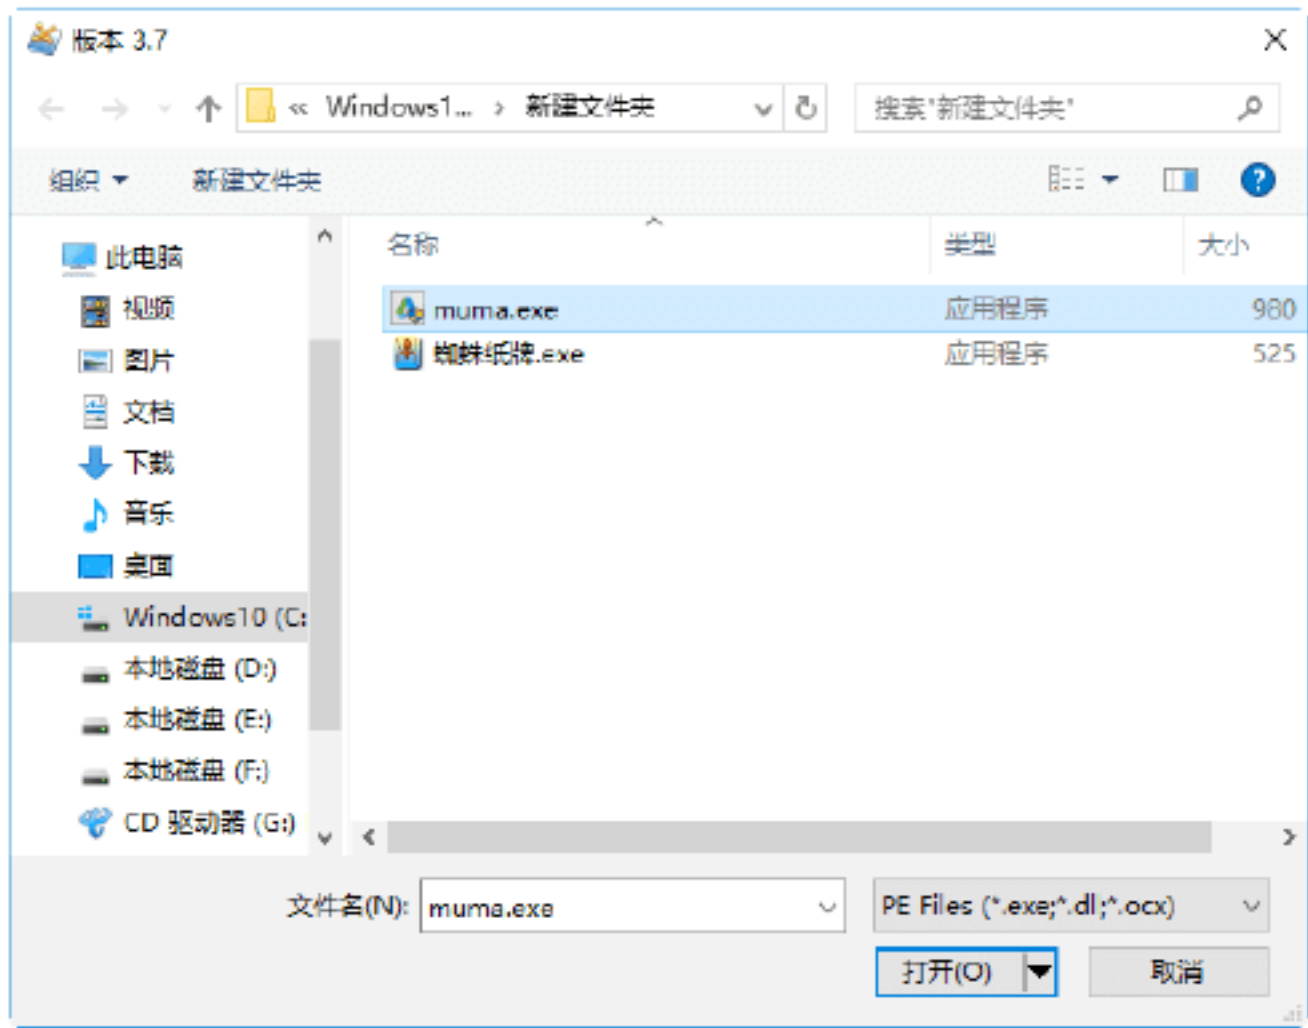 版本 3.7
« Windows1... › 新建文件夹
搜索"新建文件夹"
组织 新建文件夹
名称 类型 大小
此电脑
视频
图片
文档
下载
音乐
桌面
Windows10 (C:
本地磁盘 (D:)
本地磁盘 (E:)
本地磁盘 (F:)
CD 驱动器 (G:)
muma.exe 应用程序 980
蜘蛛纸牌.exe 应用程序 525
文件名(N): muma.exe
PE Files (*.exe;*.dll;*.ocx)
打开(O) 取消